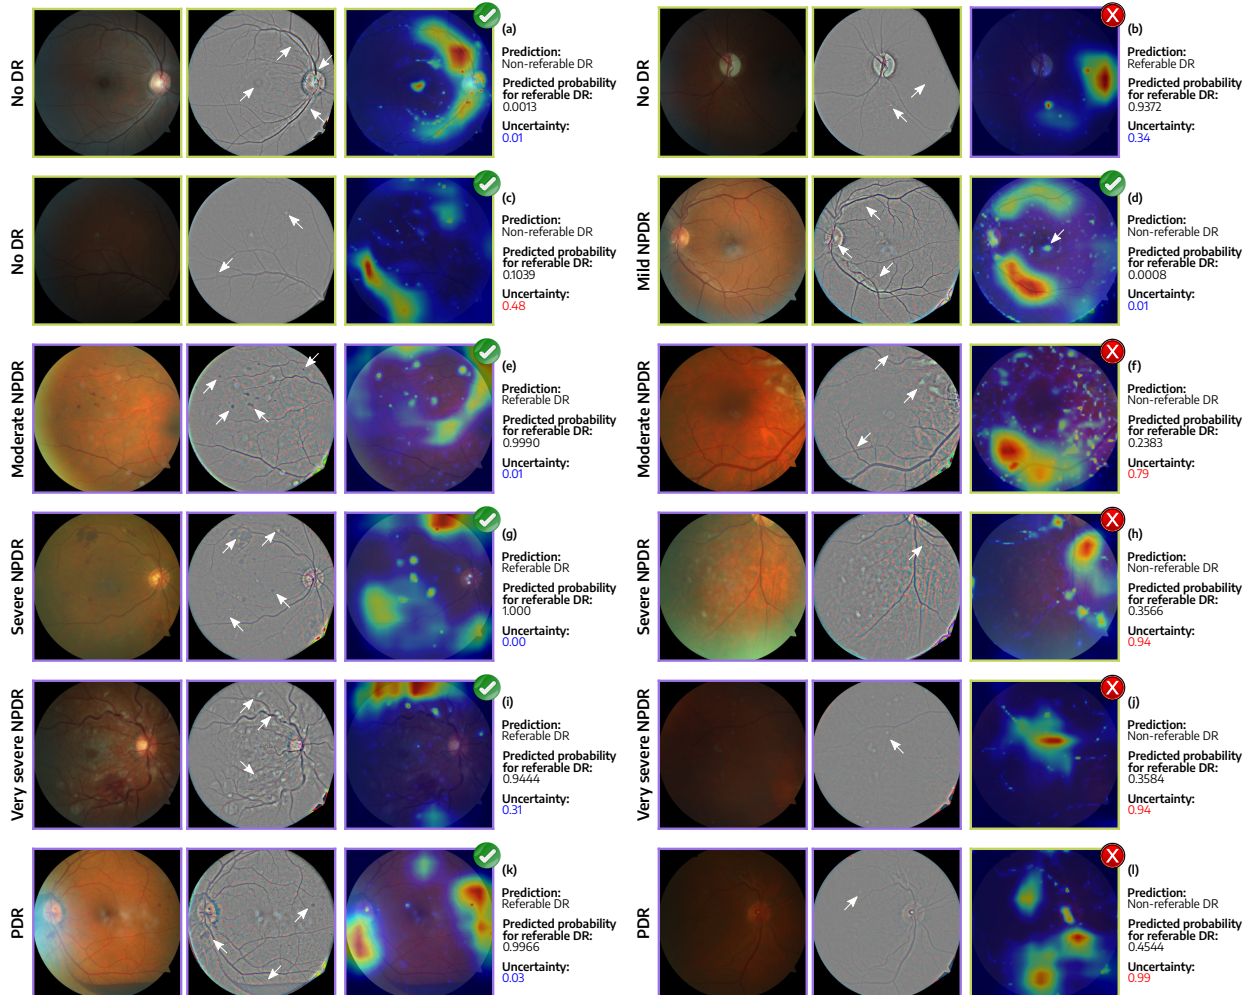 No DR
(a)
Prediction:
Non-referable DR
Predicted probability
for referable DR:
0.0013
Uncertainty:
0.01
No DR
(b)
Prediction:
Referable DR
Predicted probability
for referable DR:
0.9372
Uncertainty:
0.34
No DR
(c)
Prediction:
Non-referable DR
Predicted probability
for referable DR:
0.1039
Uncertainty:
0.48
Mild NPDR
(d)
Prediction:
Non-referable DR
Predicted probability
for referable DR:
0.0008
Uncertainty:
0.01
Moderate NPDR
(e)
Prediction:
Referable DR
Predicted probability
for referable DR:
0.9990
Uncertainty:
0.01
Moderate NPDR
(f)
Prediction:
Non-referable DR
Predicted probability
for referable DR:
0.2383
Uncertainty:
0.79
Severe NPDR
(g)
Prediction:
Referable DR
Predicted probability
for referable DR:
1.000
Uncertainty:
0.00
Severe NPDR
(h)
Prediction:
Non-referable DR
Predicted probability
for referable DR:
0.3566
Uncertainty:
0.94
Very severe NPDR
(i)
Prediction:
Referable DR
Predicted probability
for referable DR:
0.9444
Uncertainty:
0.31
Very severe NPDR
(j)
Prediction:
Non-referable DR
Predicted probability
for referable DR:
0.3584
Uncertainty:
0.94
PDR
(k)
Prediction:
Referable DR
Predicted probability
for referable DR:
0.9966
Uncertainty:
0.03
PDR
(l)
Prediction:
Non-referable DR
Predicted probability
for referable DR:
0.4544
Uncertainty:
0.99